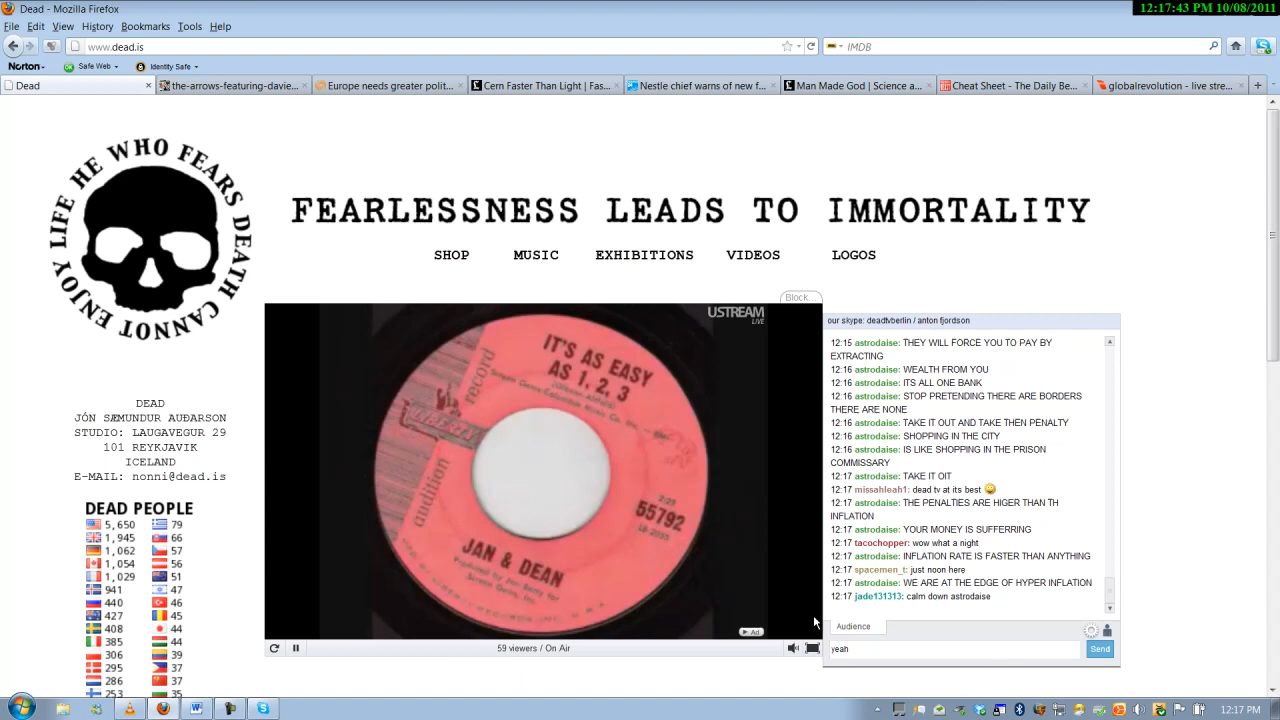 Dead - Mozilla Firefox
12:17:43 PM 10/08/2011
File Edit View History Bookmarks Tools Help
www.dead.is
IMDB
Norton Safe Web Identity Safe
Dead
the-arrows-featuring-davie...
Europe needs greater polit...
Cern Faster Than Light | Fas...
Nestle chief warns of new f...
Man Made God | Science a...
Cheat Sheet - The Daily Be...
globalrevolution - live stre...
HE WHO FEARS DEATH CANNOT ENJOY LIFE
FEARLESSNESS LEADS TO IMMORTALITY
SHOP MUSIC EXHIBITIONS VIDEOS LOGOS
Block...
USTREAM
LIVE
IT'S AS EASY
AS 1, 2, 3
record
audition
2:25
55792
JAN & DEAN
Ad
59 viewers / On Air
our skype: deadtvberlin / anton fjordson
12:15 astrodaise: THEY WILL FORCE YOU TO PAY BY
EXTRACTING
12:16 astrodaise: WEALTH FROM YOU
12:16 astrodaise: ITS ALL ONE BANK
12:16 astrodaise: STOP PRETENDING THERE ARE BORDERS
THERE ARE NONE
12:16 astrodaise: TAKE IT OUT AND TAKE THEN PENALTY
12:16 astrodaise: SHOPPING IN THE CITY
12:16 astrodaise: IS LIKE SHOPPING IN THE PRISON
COMMISSARY
12:17 astrodaise: TAKE IT OIT
12:17 missahleah1: dead tv at its best
12:17 astrodaise: THE PENALTIES ARE HIGER THAN TH
INFLATION
12:17 astrodaise: YOUR MONEY IS SUFFERRING
12:17 tacochopper: wow what a night
12:17 astrodaise: INFLATION RATE IS FASTER THAN ANYTHING
12:17 spacemen_t: just noon here
12:17 astrodaise: WE ARE AT THE EDGE OF HYPER INFLATION
12:17 jade131313: calm down astrodaise
Audience
yeah
Send
DEAD
JÓN SÆMUNDUR AUÐARSON
STUDIO: LAUGAVEGUR 29
101 REYKJAVIK
ICELAND
E-MAIL: nonni@dead.is
DEAD PEOPLE
5,650 79
1,945 66
1,062 57
1,054 56
1,029 51
941 47
440 46
427 45
408 44
385 44
306 39
295 37
286 37
253 35
12:17 PM